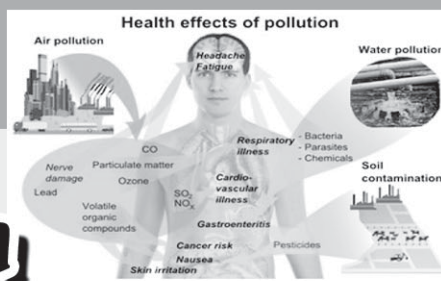 Health effects of pollution
Air pollution
Water pollution
Headache
Fatigue
CO
Respiratory
illness
- Bacteria
- Parasites
- Chemicals
Nerve
damage
Particulate matter
Lead
Ozone
SO₂
NOₓ
Cardio-
vascular
illness
Soil
contamination
Volatile
organic
compounds
Gastroenteritis
Cancer risk
Pesticides
Nausea
Skin irritation